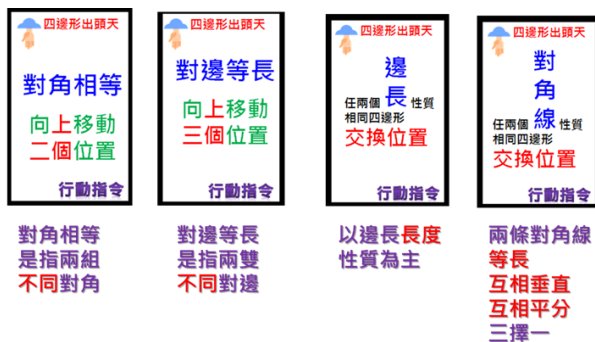 四邊形出頭天
對角相等
向上移動
二個位置
行動指令
對角相等
是指兩組
不同對角
四邊形出頭天
對邊等長
向上移動
三個位置
行動指令
對邊等長
是指兩雙
不同對邊
四邊形出頭天
邊
任兩個 長 性質
相同四邊形
交換位置
行動指令
以邊長長度
性質為主
四邊形出頭天
對
角
任兩個 線 性質
相同四邊形
交換位置
行動指令
兩條對角線
等長
互相垂直
互相平分
三擇一